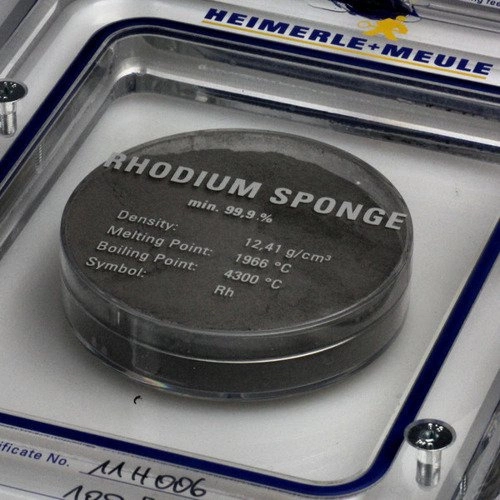 HEIMERLE+MEULE
RHODIUM SPONGE
min. 99,9 %
Density: 12,41 g/cm³
Melting Point: 1966 °C
Boiling Point: 4300 °C
Symbol: Rh
ificate No. 11H006